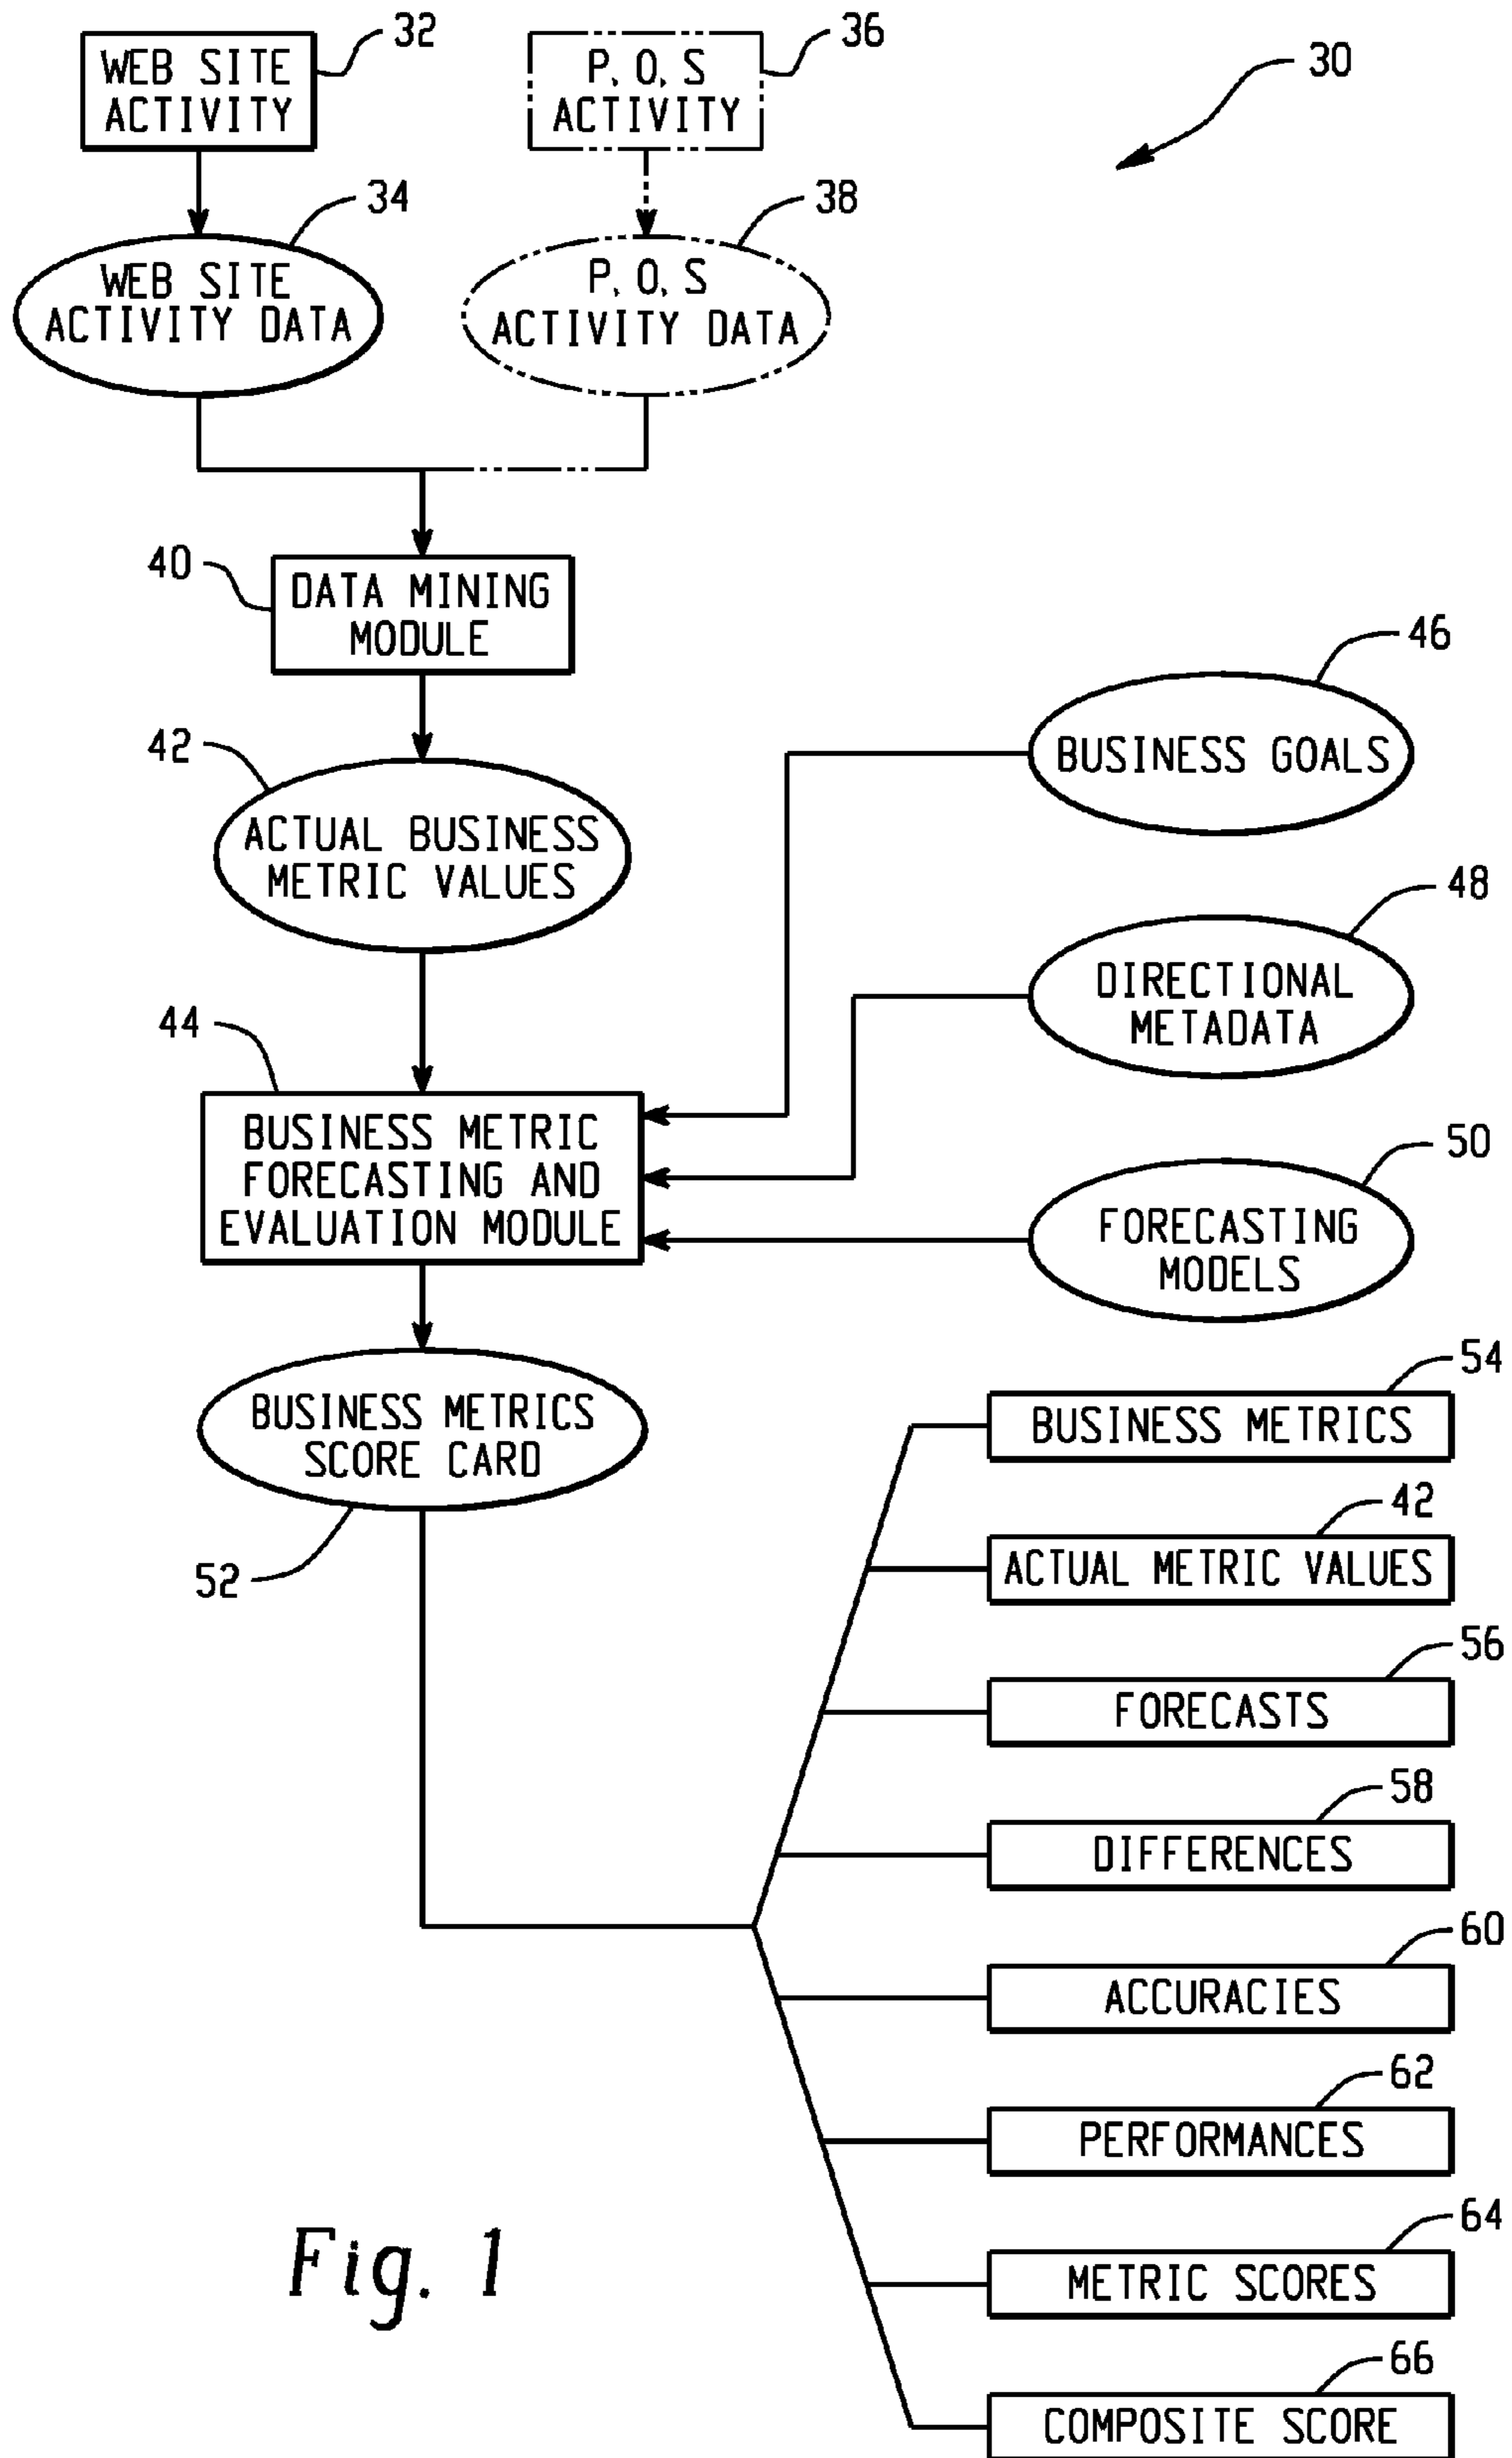 32
WEB SITE
ACTIVITY
36
P.O.S
ACTIVITY
30
34
WEB SITE
ACTIVITY DATA
38
P.O.S
ACTIVITY DATA
40
DATA MINING
MODULE
46
BUSINESS GOALS
42
ACTUAL BUSINESS
METRIC VALUES
48
DIRECTIONAL
METADATA
44
BUSINESS METRIC
FORECASTING AND
EVALUATION MODULE
50
FORECASTING
MODELS
BUSINESS METRICS
SCORE CARD
52
54
BUSINESS METRICS
42
ACTUAL METRIC VALUES
56
FORECASTS
58
DIFFERENCES
60
ACCURACIES
62
PERFORMANCES
64
METRIC SCORES
66
COMPOSITE SCORE
Fig. 1